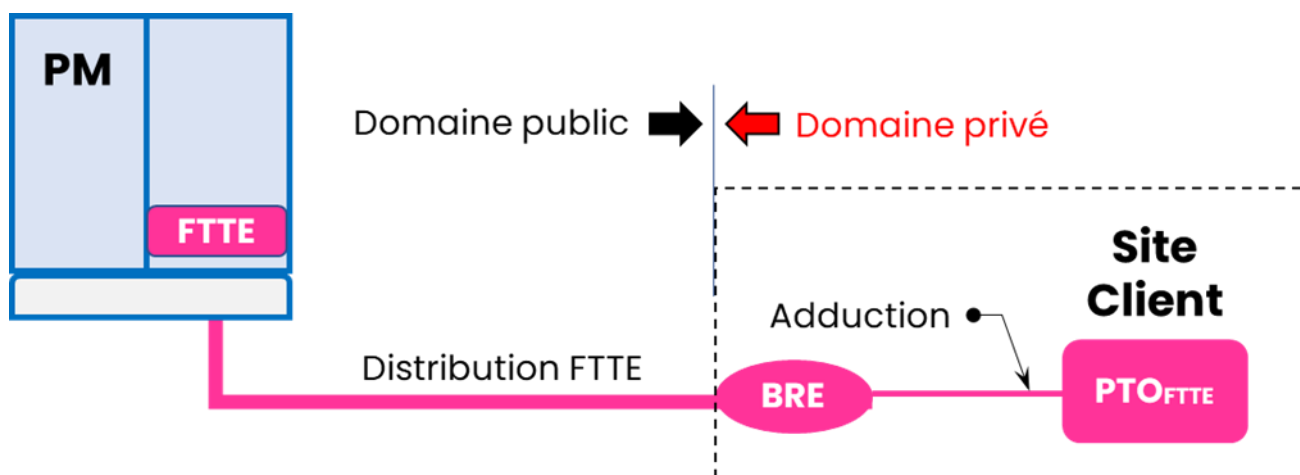 PM
FTTE
Domaine public
Domaine privé
Site
Client
Adduction
Distribution FTTE
BRE
PTOFTTE